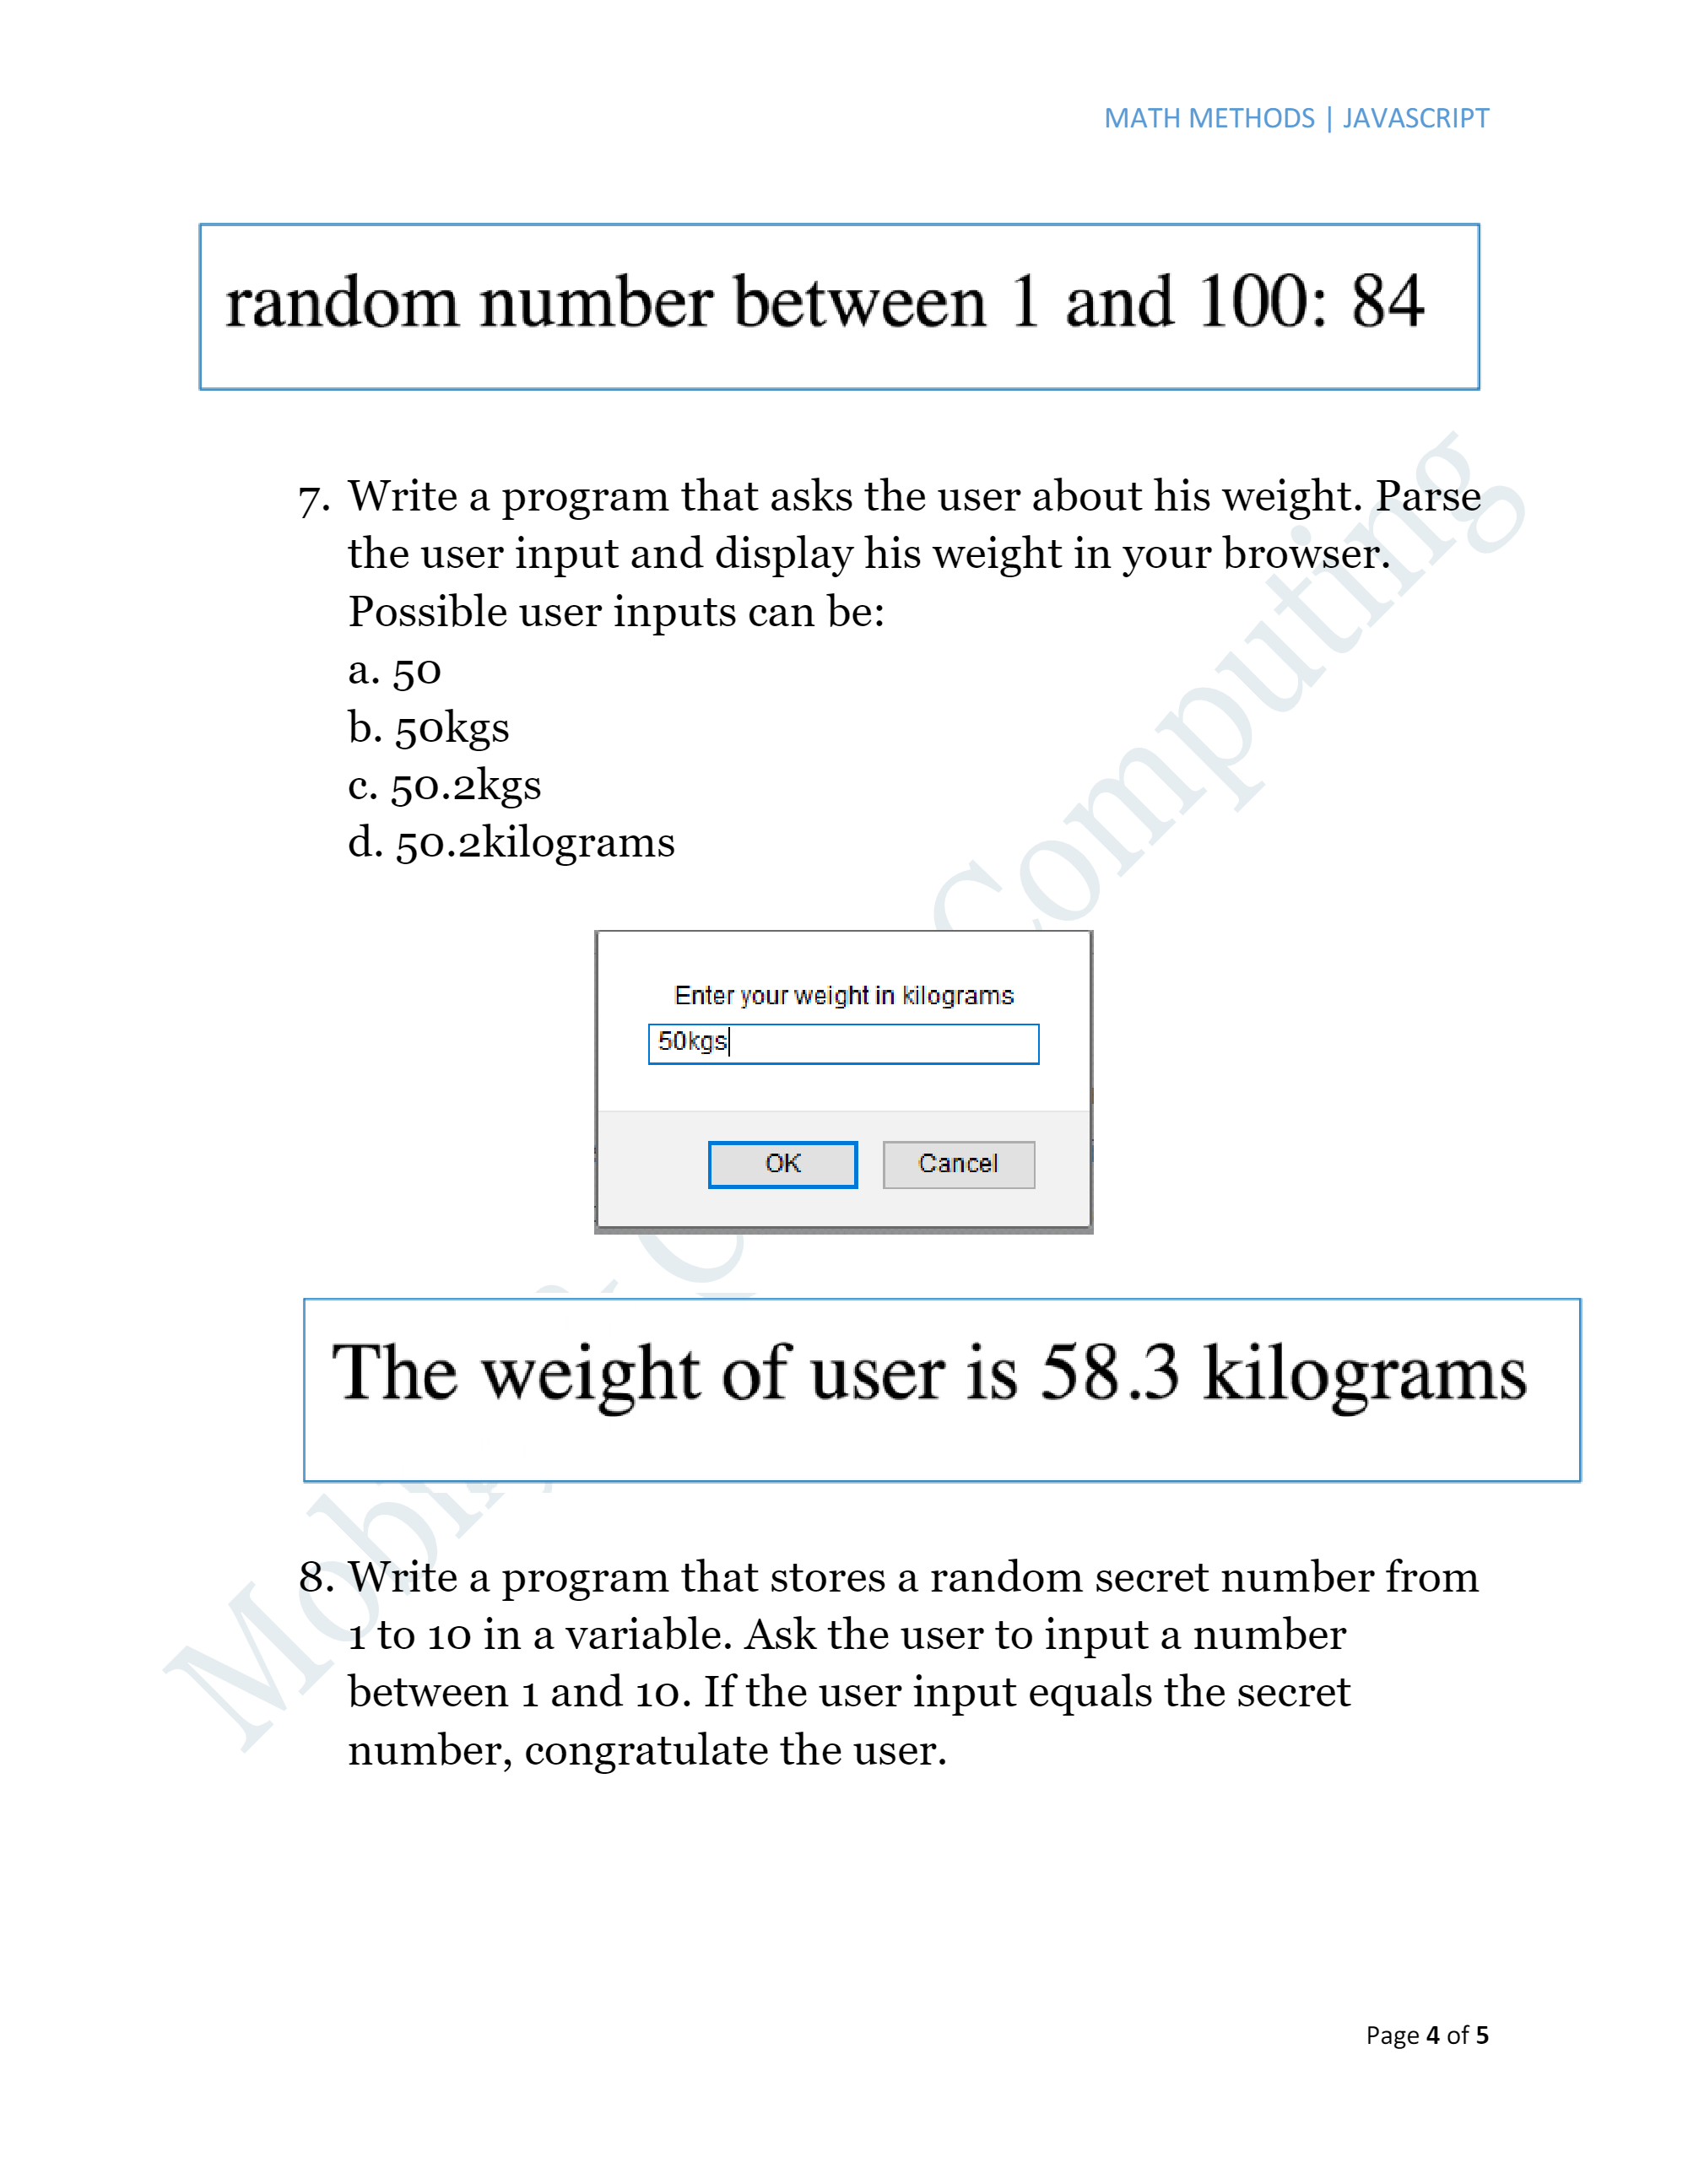 MATH METHODS | JAVASCRIPT
random number between 1 and 100: 84
7. Write a program that asks the user about his weight. Parse
the user input and display his weight in your browser.
Possible user inputs can be:
a. 50
b. 50kgs
c. 50.2kgs
d. 50.2kilograms
Enter your weight in kilograms
50kgs
OK Cancel
The weight of user is 58.3 kilograms
8. Write a program that stores a random secret number from
1 to 10 in a variable. Ask the user to input a number
between 1 and 10. If the user input equals the secret
number, congratulate the user.
Computing
Page 4 of 5